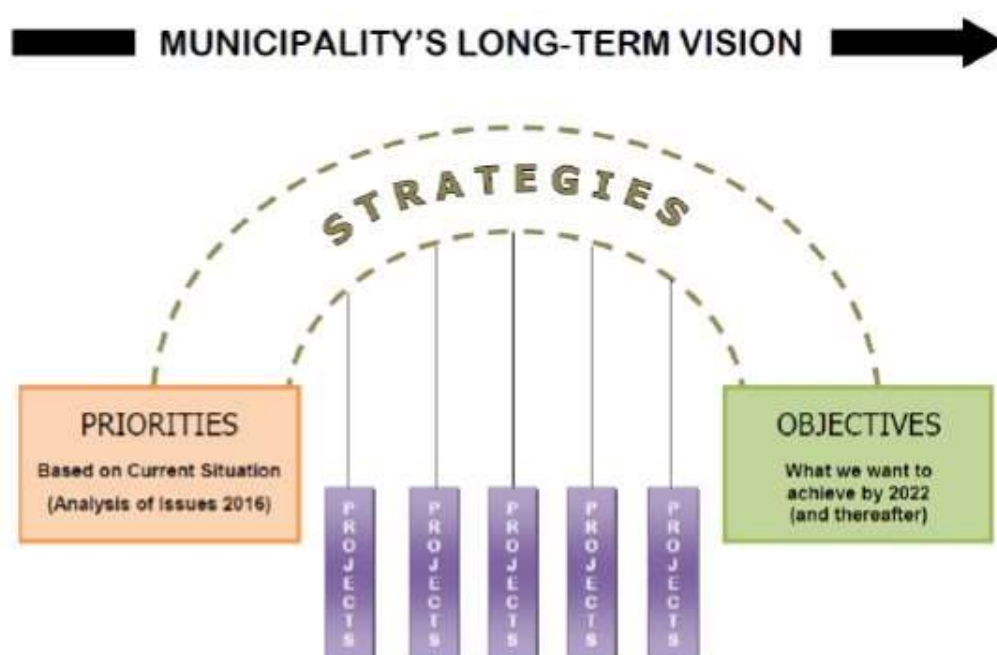 MUNICIPALITY'S LONG-TERM VISION
STRATEGIES
PRIORITIES
Based on Current Situation
(Analysis of Issues 2016)
OBJECTIVES
What we want to
achieve by 2022
(and thereafter)
PROJECTS
PROJECTS
PROJECTS
PROJECTS
PROJECTS